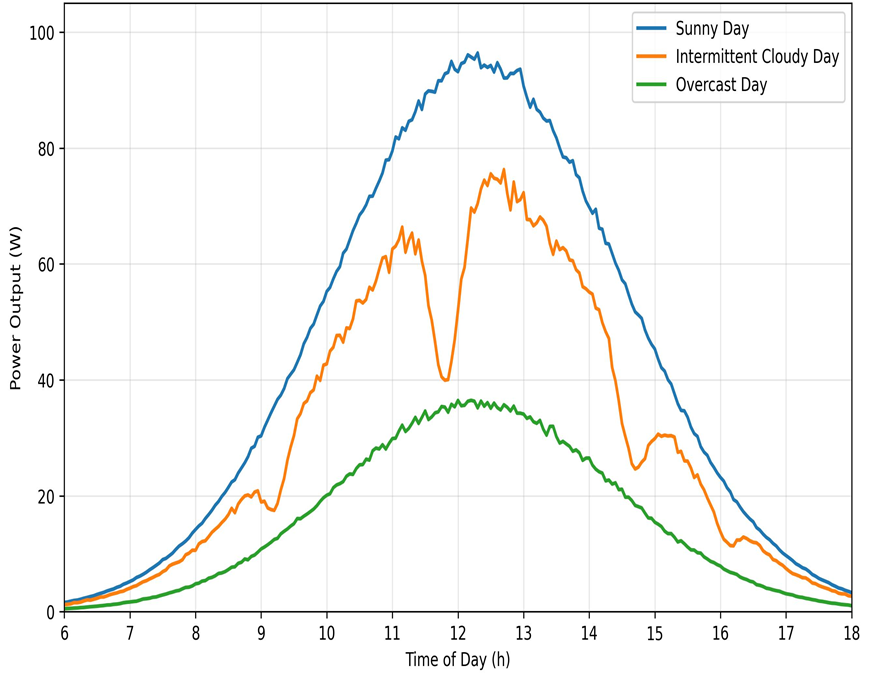 100
80
60
40
20
0
Power Output (W)
Sunny Day
Intermittent Cloudy Day
Overcast Day
6 7 8 9 10 11 12 13 14 15 16 17 18
Time of Day (h)